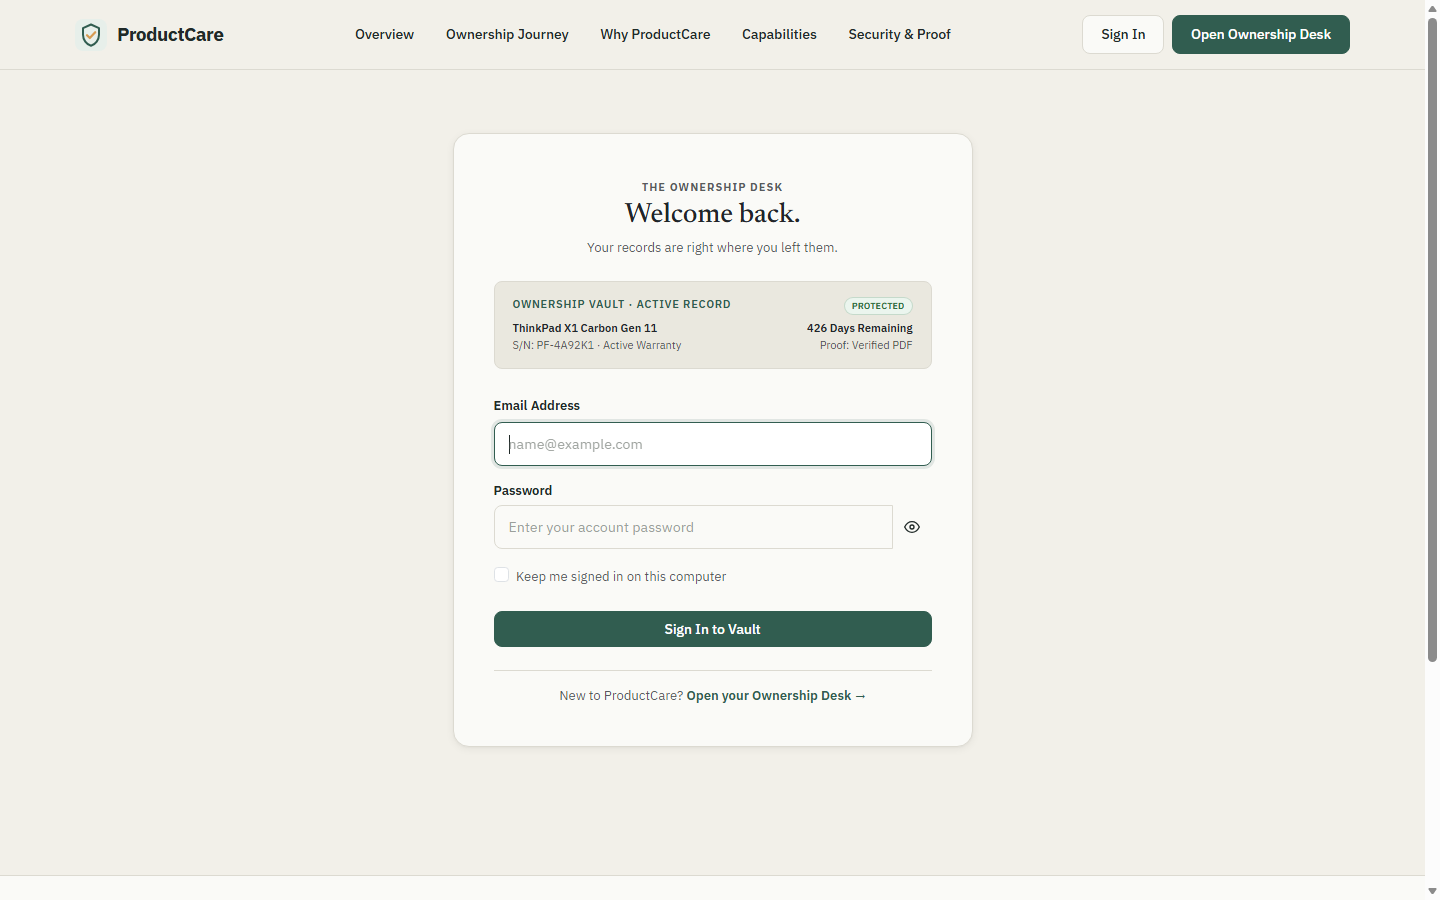 ProductCare
Overview
Ownership Journey
Why ProductCare
Capabilities
Security & Proof
Sign In
Open Ownership Desk
THE OWNERSHIP DESK
Welcome back.
Your records are right where you left them.
OWNERSHIP VAULT · ACTIVE RECORD
PROTECTED
ThinkPad X1 Carbon Gen 11
426 Days Remaining
S/N: PF-4A92K1 · Active Warranty
Proof: Verified PDF
Email Address
name@example.com
Password
Enter your account password
Keep me signed in on this computer
Sign In to Vault
New to ProductCare? Open your Ownership Desk →